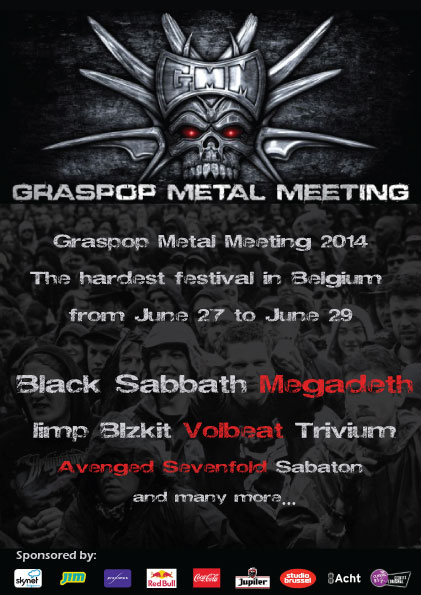 GMM
GRASPOP METAL MEETING
Graspop Metal Meeting 2014
The hardest festival in Belgium
from June 27 to June 29
Black Sabbath Megadeth
limp BIzkit Volbeat Trivium
Avenged Sevenfold Sabaton
and many more...
Sponsored by:
skynet jim Red Bull Coca-Cola Jupiler studio brussel Acht